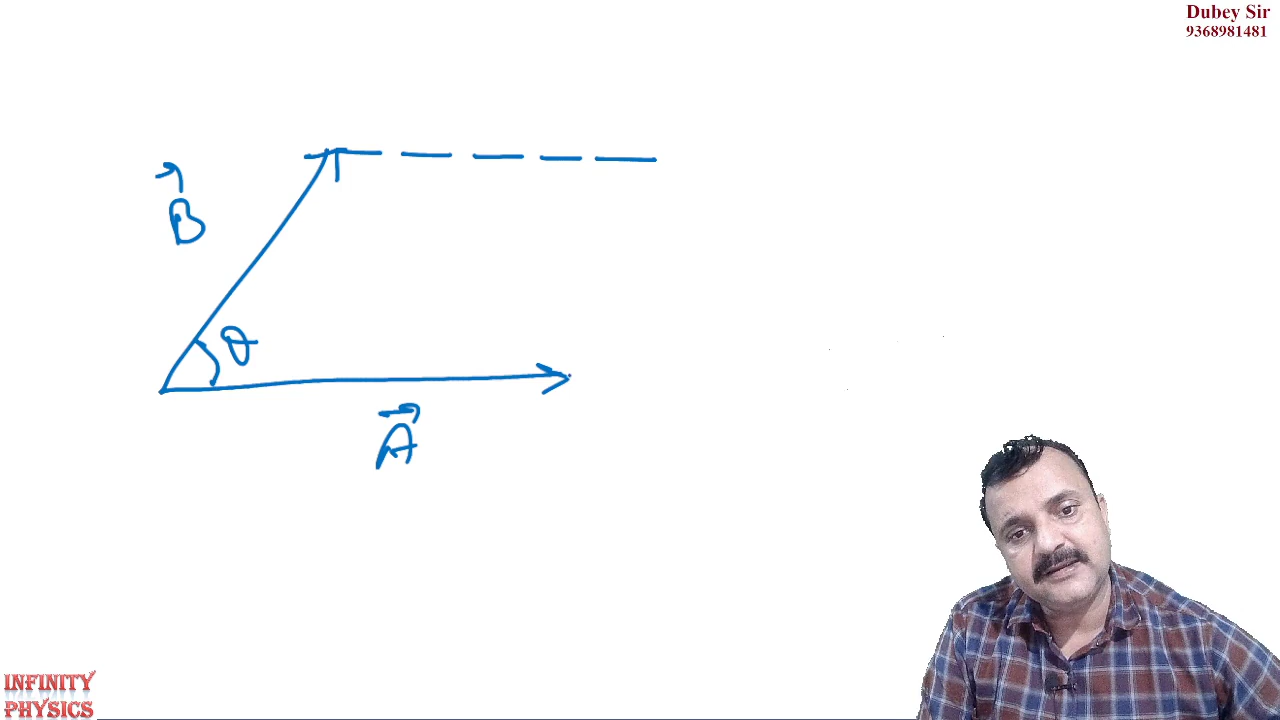 Dubey Sir
9368981481
B
θ
A
INFINITY
PHYSICS